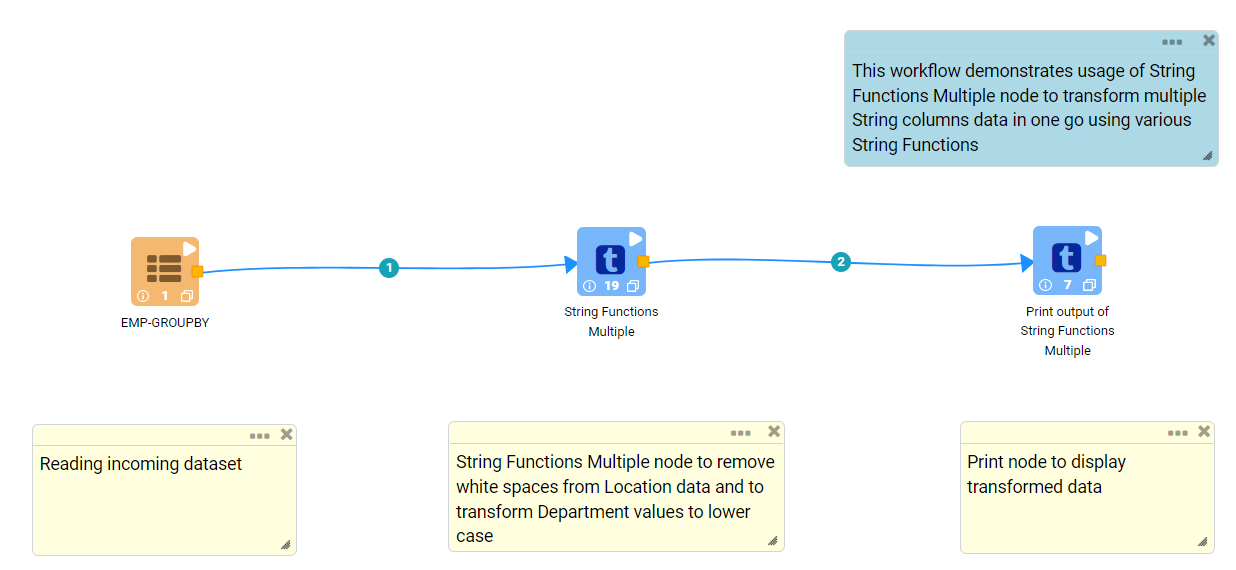 This workflow demonstrates usage of String
Functions Multiple node to transform multiple
String columns data in one go using various
String Functions
1
EMP-GROUPBY
1
t
19
String Functions
Multiple
2
t
7
Print output of
String Functions
Multiple
Reading incoming dataset
String Functions Multiple node to remove
white spaces from Location data and to
transform Department values to lower
case
Print node to display
transformed data